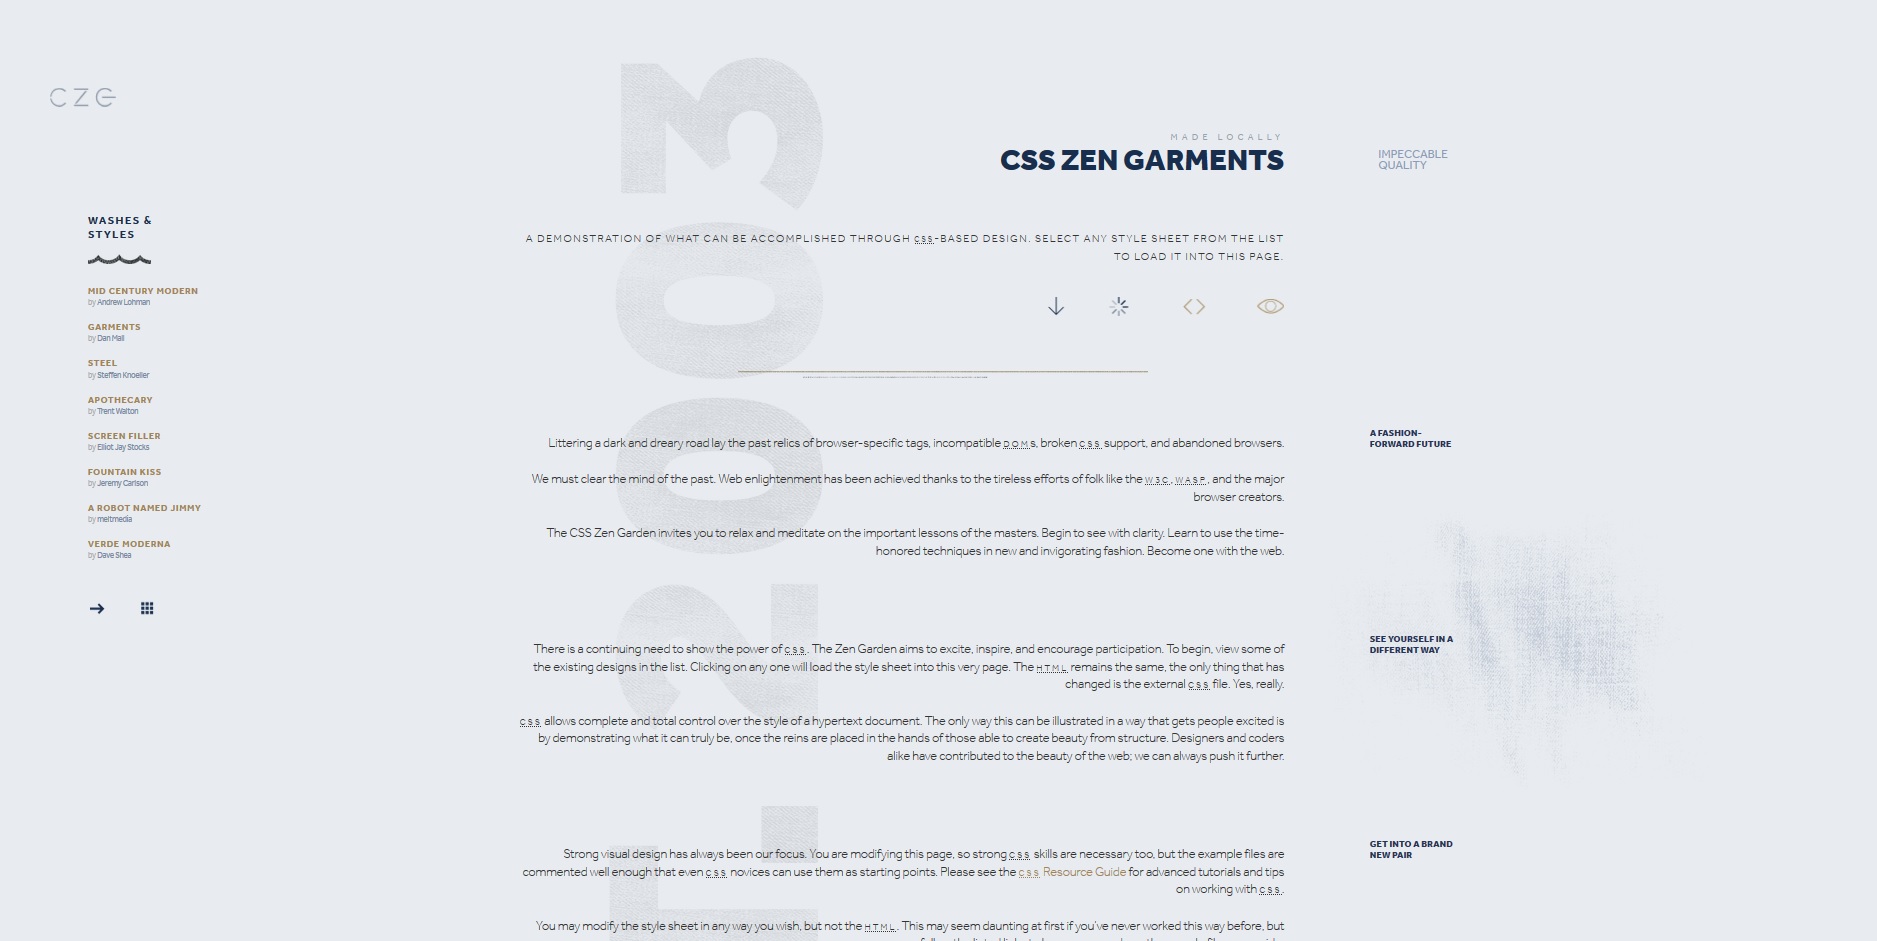 CZG
MADE LOCALLY
CSS ZEN GARMENTS
IMPECCABLE
QUALITY
A DEMONSTRATION OF WHAT CAN BE ACCOMPLISHED THROUGH CSS-BASED DESIGN. SELECT ANY STYLE SHEET FROM THE LIST
TO LOAD IT INTO THIS PAGE.
WASHES &
STYLES
MID CENTURY MODERN
by Andrew Lohman
GARMENTS
by Dan Mall
STEEL
by Steffen Knoeller
APOTHECARY
by Trent Walton
SCREEN FILLER
by Elliot Jay Stocks
FOUNTAIN KISS
by Jeremy Carlson
A ROBOT NAMED JIMMY
by meltmedia
VERDE MODERNA
by Dave Shea
2003
A FASHION-
FORWARD FUTURE
Littering a dark and dreary road lay the past relics of browser-specific tags, incompatible DOMs, broken CSS support, and abandoned browsers.
We must clear the mind of the past. Web enlightenment has been achieved thanks to the tireless efforts of folk like the W3C, WASP, and the major
browser creators.
The CSS Zen Garden invites you to relax and meditate on the important lessons of the masters. Begin to see with clarity. Learn to use the time-
honored techniques in new and invigorating fashion. Become one with the web.
SEE YOURSELF IN A
DIFFERENT WAY
There is a continuing need to show the power of CSS. The Zen Garden aims to excite, inspire, and encourage participation. To begin, view some of
the existing designs in the list. Clicking on any one will load the style sheet into this very page. The HTML remains the same, the only thing that has
changed is the external CSS file. Yes, really.
CSS allows complete and total control over the style of a hypertext document. The only way this can be illustrated in a way that gets people excited is
by demonstrating what it can truly be, once the reins are placed in the hands of those able to create beauty from structure. Designers and coders
alike have contributed to the beauty of the web; we can always push it further.
GET INTO A BRAND
NEW PAIR
Strong visual design has always been our focus. You are modifying this page, so strong CSS skills are necessary too, but the example files are
commented well enough that even CSS novices can use them as starting points. Please see the CSS Resource Guide for advanced tutorials and tips
on working with CSS.
You may modify the style sheet in any way you wish, but not the HTML. This may seem daunting at first if you've never worked this way before, but